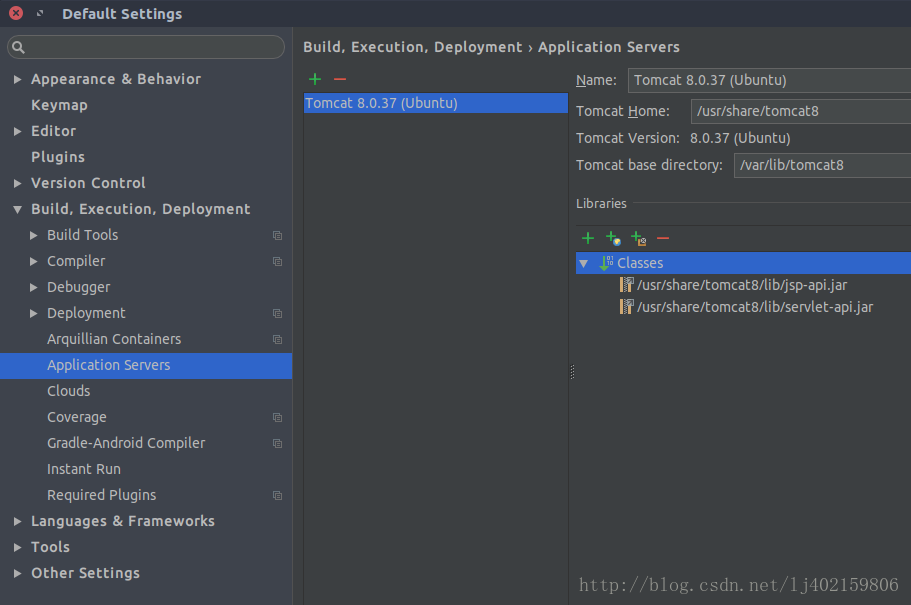 Default Settings
Appearance & Behavior
Keymap
Editor
Plugins
Version Control
Build, Execution, Deployment
Build Tools
Compiler
Debugger
Deployment
Arquillian Containers
Application Servers
Clouds
Coverage
Gradle-Android Compiler
Instant Run
Required Plugins
Languages & Frameworks
Tools
Other Settings
Build, Execution, Deployment › Application Servers
Tomcat 8.0.37 (Ubuntu)
Name: Tomcat 8.0.37 (Ubuntu)
Tomcat Home: /usr/share/tomcat8
Tomcat Version: 8.0.37 (Ubuntu)
Tomcat base directory: /var/lib/tomcat8
Libraries
Classes
/usr/share/tomcat8/lib/jsp-api.jar
/usr/share/tomcat8/lib/servlet-api.jar
http://blog.csdn.net/lj402159806